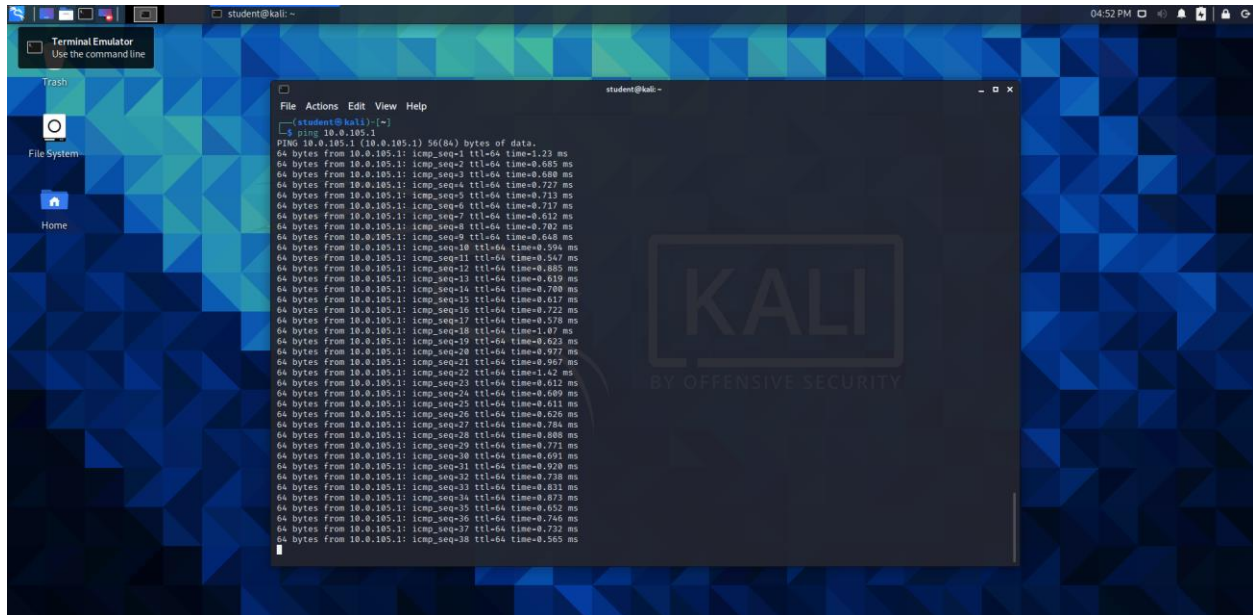 student@kali: ~
04:52 PM
Terminal Emulator
Use the command line
Trash
File System
Home
student@kali: ~
File Actions Edit View Help
(student㉿kali)-[~]
$ ping 10.0.105.1
PING 10.0.105.1 (10.0.105.1) 56(84) bytes of data.
64 bytes from 10.0.105.1: icmp_seq=1 ttl=64 time=1.23 ms
64 bytes from 10.0.105.1: icmp_seq=2 ttl=64 time=0.685 ms
64 bytes from 10.0.105.1: icmp_seq=3 ttl=64 time=0.680 ms
64 bytes from 10.0.105.1: icmp_seq=4 ttl=64 time=0.727 ms
64 bytes from 10.0.105.1: icmp_seq=5 ttl=64 time=0.713 ms
64 bytes from 10.0.105.1: icmp_seq=6 ttl=64 time=0.717 ms
64 bytes from 10.0.105.1: icmp_seq=7 ttl=64 time=0.612 ms
64 bytes from 10.0.105.1: icmp_seq=8 ttl=64 time=0.702 ms
64 bytes from 10.0.105.1: icmp_seq=9 ttl=64 time=0.648 ms
64 bytes from 10.0.105.1: icmp_seq=10 ttl=64 time=0.594 ms
64 bytes from 10.0.105.1: icmp_seq=11 ttl=64 time=0.547 ms
64 bytes from 10.0.105.1: icmp_seq=12 ttl=64 time=0.885 ms
64 bytes from 10.0.105.1: icmp_seq=13 ttl=64 time=0.619 ms
64 bytes from 10.0.105.1: icmp_seq=14 ttl=64 time=0.700 ms
64 bytes from 10.0.105.1: icmp_seq=15 ttl=64 time=0.617 ms
64 bytes from 10.0.105.1: icmp_seq=16 ttl=64 time=0.722 ms
64 bytes from 10.0.105.1: icmp_seq=17 ttl=64 time=0.578 ms
64 bytes from 10.0.105.1: icmp_seq=18 ttl=64 time=1.07 ms
64 bytes from 10.0.105.1: icmp_seq=19 ttl=64 time=0.623 ms
64 bytes from 10.0.105.1: icmp_seq=20 ttl=64 time=0.977 ms
64 bytes from 10.0.105.1: icmp_seq=21 ttl=64 time=0.967 ms
64 bytes from 10.0.105.1: icmp_seq=22 ttl=64 time=1.42 ms
64 bytes from 10.0.105.1: icmp_seq=23 ttl=64 time=0.612 ms
64 bytes from 10.0.105.1: icmp_seq=24 ttl=64 time=0.609 ms
64 bytes from 10.0.105.1: icmp_seq=25 ttl=64 time=0.611 ms
64 bytes from 10.0.105.1: icmp_seq=26 ttl=64 time=0.626 ms
64 bytes from 10.0.105.1: icmp_seq=27 ttl=64 time=0.784 ms
64 bytes from 10.0.105.1: icmp_seq=28 ttl=64 time=0.808 ms
64 bytes from 10.0.105.1: icmp_seq=29 ttl=64 time=0.771 ms
64 bytes from 10.0.105.1: icmp_seq=30 ttl=64 time=0.691 ms
64 bytes from 10.0.105.1: icmp_seq=31 ttl=64 time=0.920 ms
64 bytes from 10.0.105.1: icmp_seq=32 ttl=64 time=0.738 ms
64 bytes from 10.0.105.1: icmp_seq=33 ttl=64 time=0.831 ms
64 bytes from 10.0.105.1: icmp_seq=34 ttl=64 time=0.873 ms
64 bytes from 10.0.105.1: icmp_seq=35 ttl=64 time=0.652 ms
64 bytes from 10.0.105.1: icmp_seq=36 ttl=64 time=0.746 ms
64 bytes from 10.0.105.1: icmp_seq=37 ttl=64 time=0.732 ms
64 bytes from 10.0.105.1: icmp_seq=38 ttl=64 time=0.565 ms
KALI
BY OFFENSIVE SECURITY